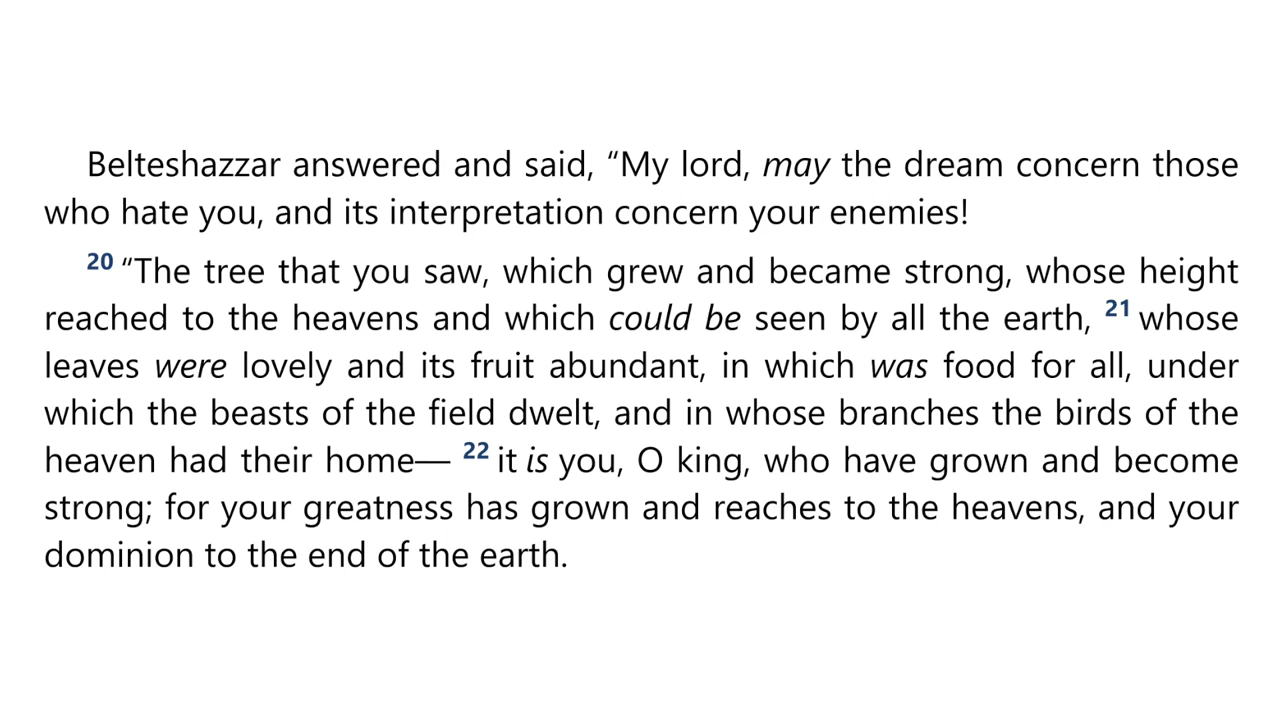 Belteshazzar answered and said, “My lord, may the dream concern those
who hate you, and its interpretation concern your enemies!
20 “The tree that you saw, which grew and became strong, whose height
reached to the heavens and which could be seen by all the earth, 21 whose
leaves were lovely and its fruit abundant, in which was food for all, under
which the beasts of the field dwelt, and in whose branches the birds of the
heaven had their home— 22 it is you, O king, who have grown and become
strong; for your greatness has grown and reaches to the heavens, and your
dominion to the end of the earth.